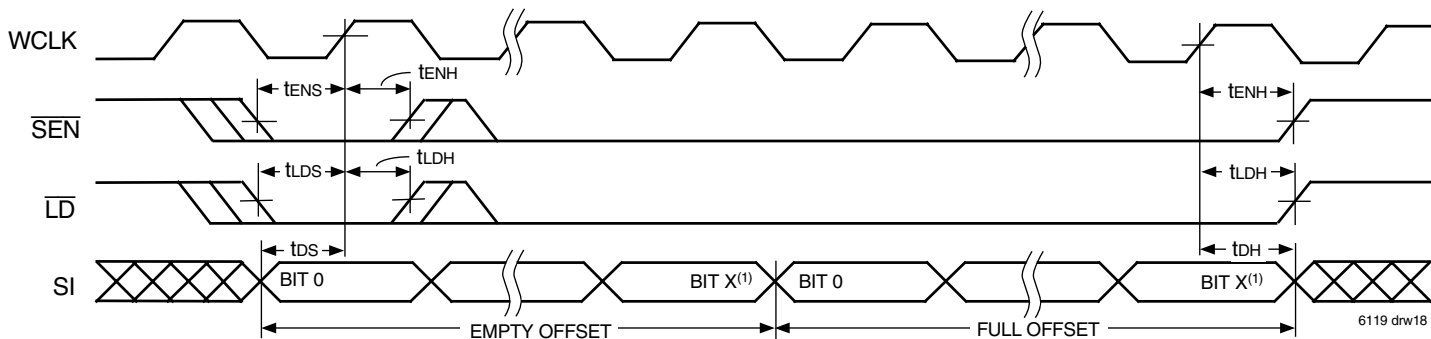 WCLK
tENH
tENS
tENH
SEN
tLDH
tLDS
tLDH
LD
tDS
tDH
SI
BIT 0
BIT X(1)
BIT 0
BIT X(1)
EMPTY OFFSET
FULL OFFSET
6119 drw18